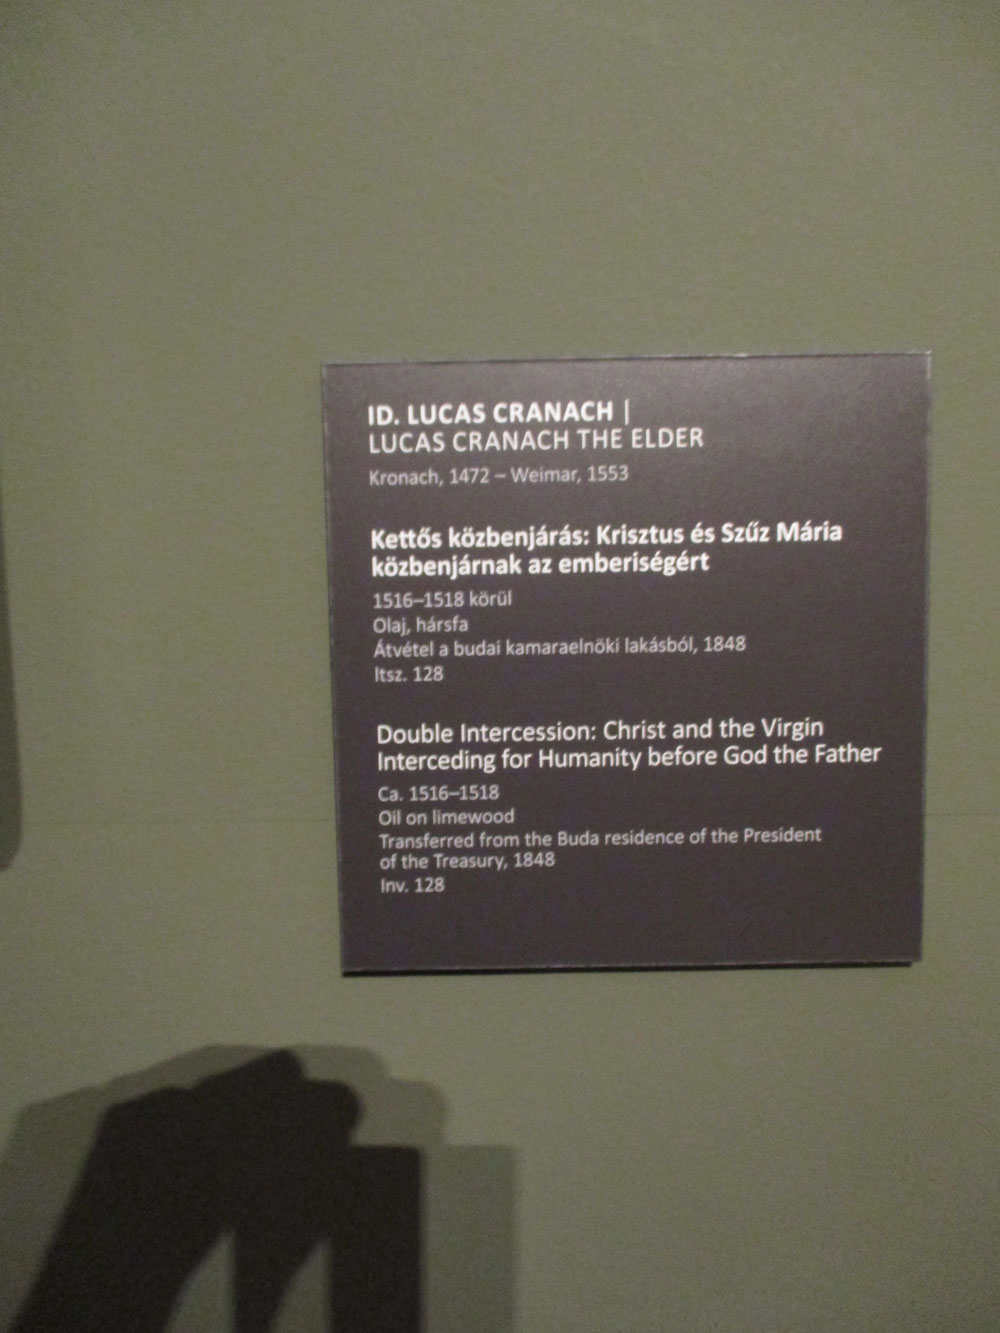 ID. LUCAS CRANACH |
LUCAS CRANACH THE ELDER
Kronach, 1472 – Weimar, 1553
Kettős közbenjárás: Krisztus és Szűz Mária
közbenjárnak az emberiségért
1516–1518 körül
Olaj, hársfa
Átvétel a budai kamaraelnöki lakásból, 1848
ltsz. 128
Double Intercession: Christ and the Virgin
Interceding for Humanity before God the Father
Ca. 1516–1518
Oil on limewood
Transferred from the Buda residence of the President
of the Treasury, 1848
Inv. 128